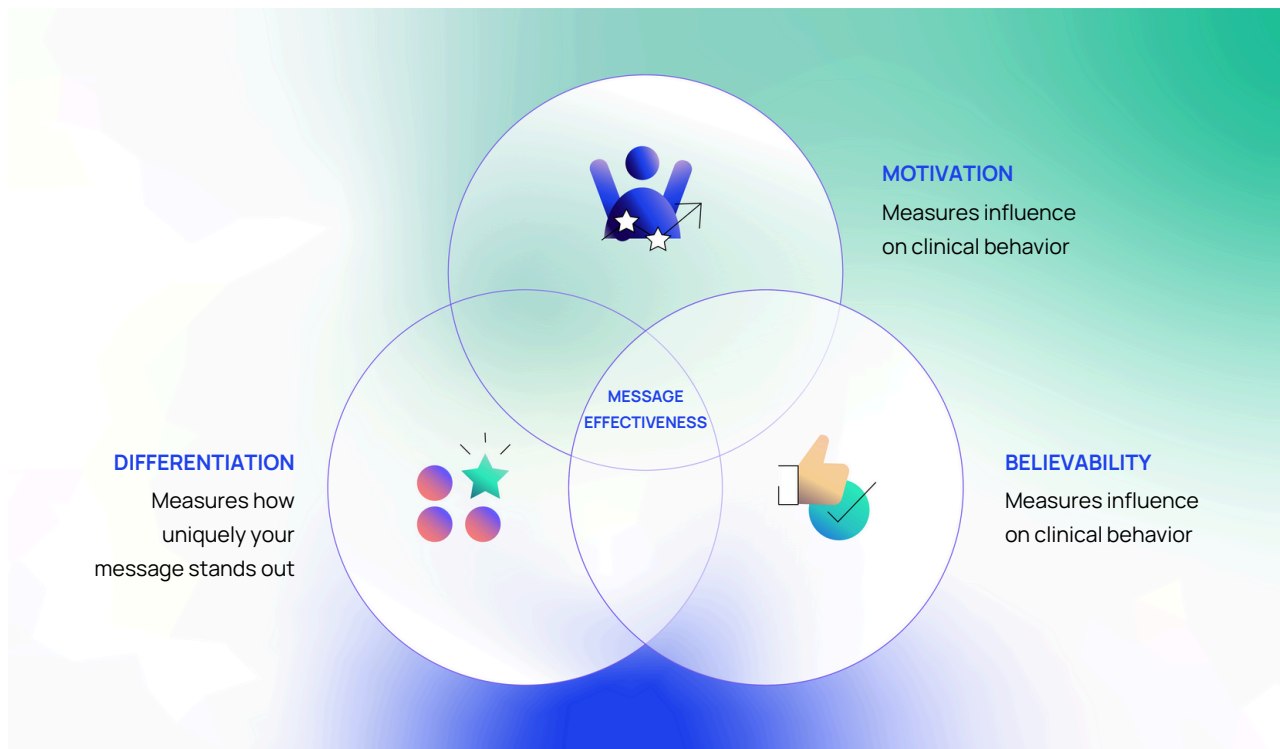 MOTIVATION
Measures influence
on clinical behavior
MESSAGE
EFFECTIVENESS
DIFFERENTIATION
Measures how
uniquely your
message stands out
BELIEVABILITY
Measures influence
on clinical behavior